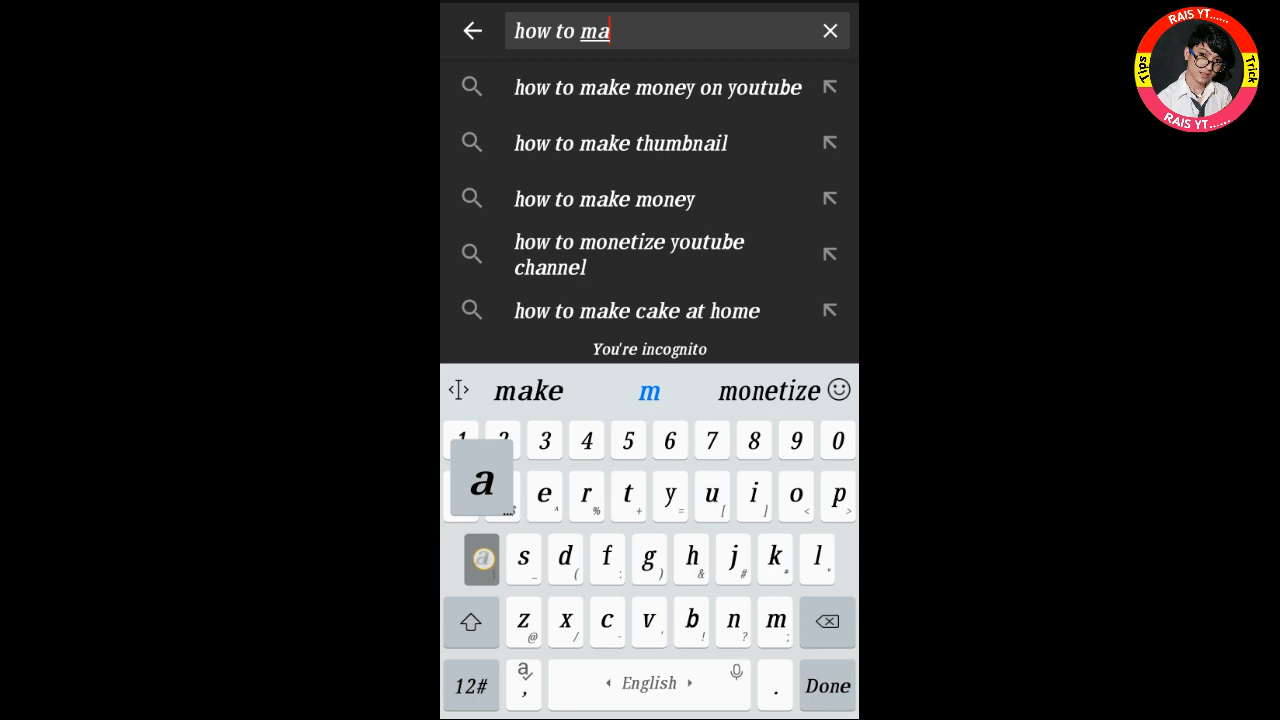 how to ma
how to make money on youtube
how to make thumbnail
how to make money
how to monetize youtube
channel
how to make cake at home
You're incognito
make m monetize
1 2 3 4 5 6 7 8 9 0
a
e r t y u i o p
...$ ^ % + = [ ] < >
a s d f g h j k l
\ _ ( : ) & # * "
z x c v b n m
@ / - ' ! ? ;
12# , English . Done
RAIS YT......
Tips
Trick
RAIS YT......